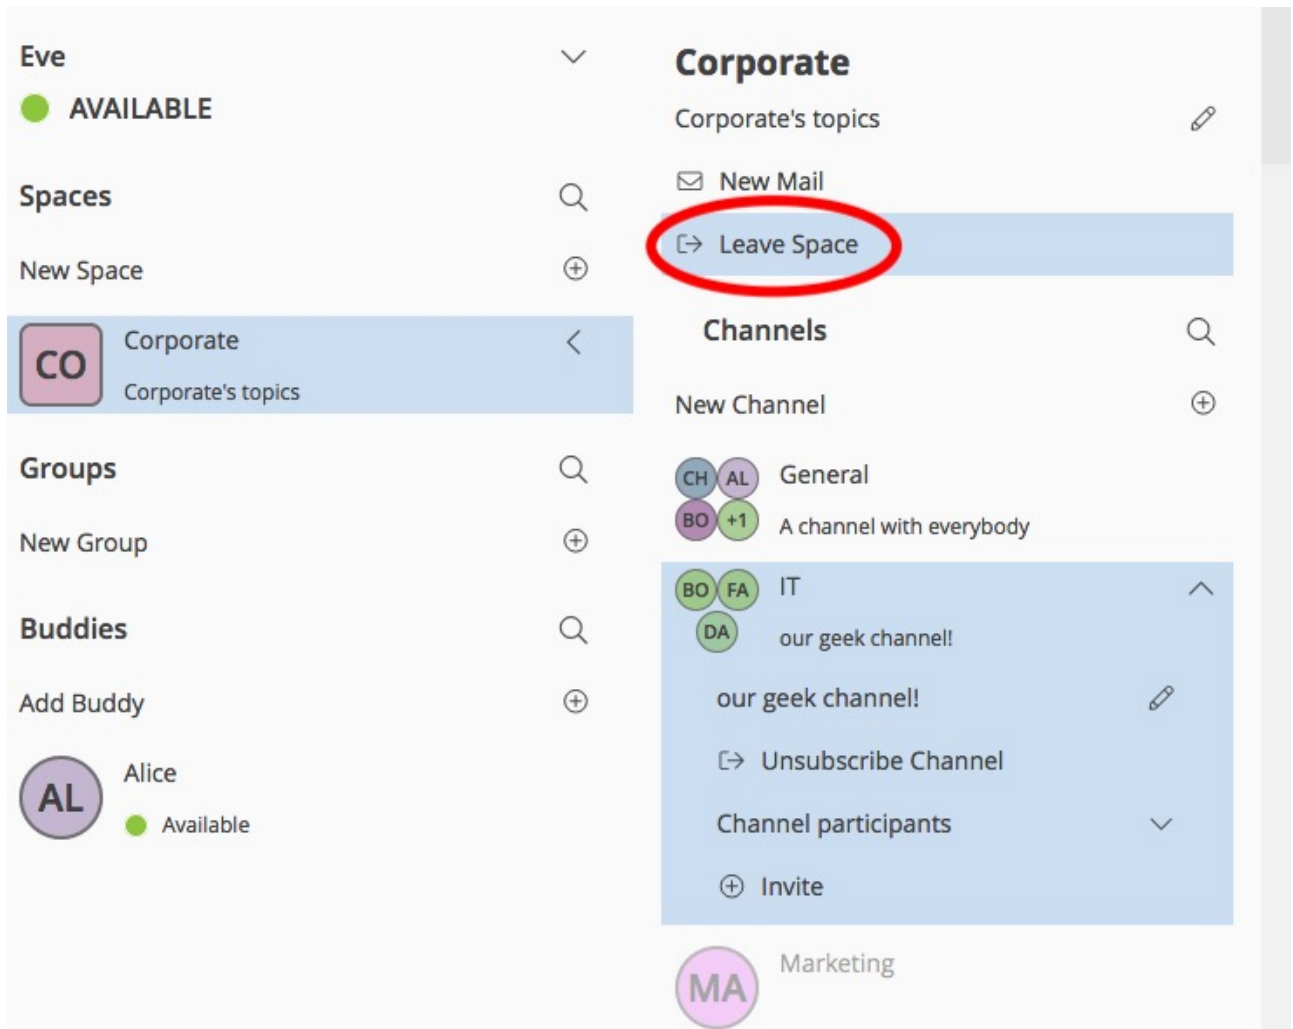 Eve
AVAILABLE
Spaces
New Space
CO
Corporate
Corporate's topics
Groups
New Group
Buddies
Add Buddy
AL
Alice
Available
Corporate
Corporate's topics
New Mail
Leave Space
Channels
New Channel
CH AL
BO +1
General
A channel with everybody
BO FA
DA
IT
our geek channel!
our geek channel!
Unsubscribe Channel
Channel participants
Invite
MA
Marketing